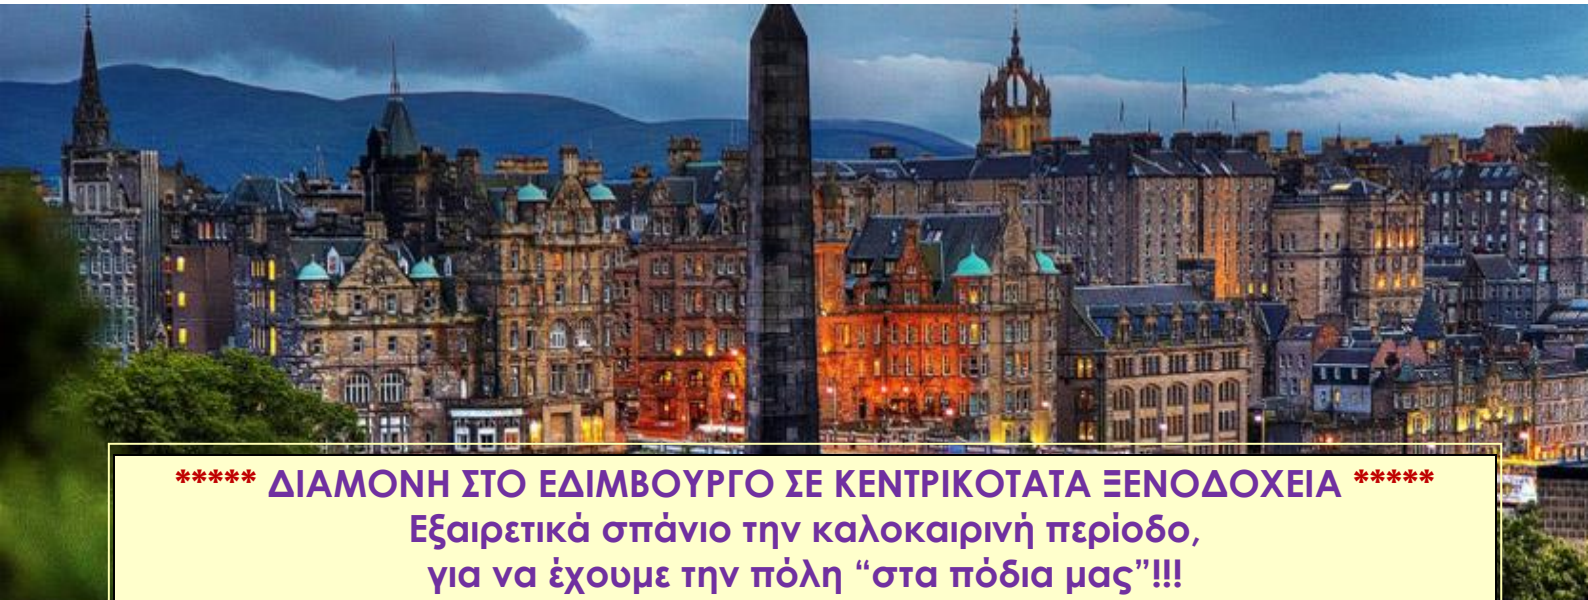 ***** ΔΙΑΜΟΝΗ ΣΤΟ ΕΔΙΜΒΟΥΡΓΟ ΣΕ ΚΕΝΤΡΙΚΟΤΑΤΑ ΞΕΝΟΔΟΧΕΙΑ *****
Εξαιρετικά σπάνιο την καλοκαιρινή περίοδο,
για να έχουμε την πόλη “στα πόδια μας”!!!